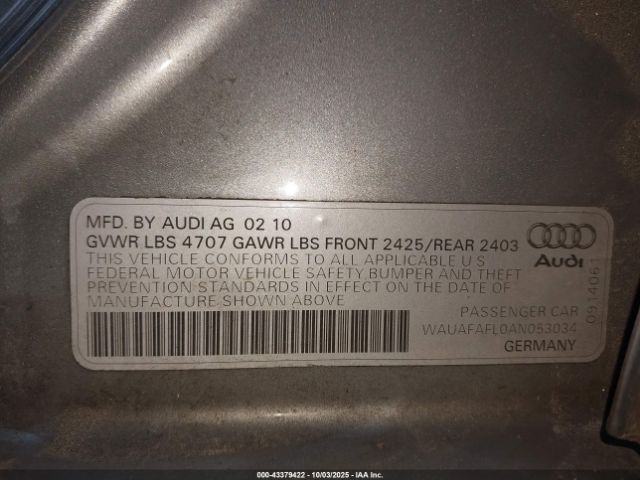 MFD. BY AUDI AG 02 10
GVWR LBS 4707 GAWR LBS FRONT 2425/REAR 2403
THIS VEHICLE CONFORMS TO ALL APPLICABLE U S
FEDERAL MOTOR VEHICLE SAFETY BUMPER AND THEFT
PREVENTION STANDARDS IN EFFECT ON THE DATE OF
MANUFACTURE SHOWN ABOVE
Audi
0914061
PASSENGER CAR
WAUAFAFL0AN053034
GERMANY
000-43379422 | 10/03/2025 | © IAA Inc.